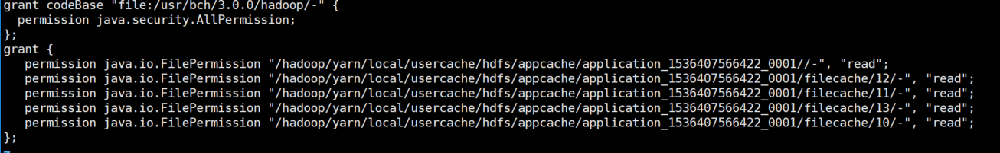 grant codeBase "file:/usr/bch/3.0.0/hadoop/-" {
  permission java.security.AllPermission;
};
grant {
   permission java.io.FilePermission "/hadoop/yarn/local/usercache/hdfs/appcache/application_1536407566422_0001//-", "read";
   permission java.io.FilePermission "/hadoop/yarn/local/usercache/hdfs/appcache/application_1536407566422_0001/filecache/12/-", "read";
   permission java.io.FilePermission "/hadoop/yarn/local/usercache/hdfs/appcache/application_1536407566422_0001/filecache/11/-", "read";
   permission java.io.FilePermission "/hadoop/yarn/local/usercache/hdfs/appcache/application_1536407566422_0001/filecache/13/-", "read";
   permission java.io.FilePermission "/hadoop/yarn/local/usercache/hdfs/appcache/application_1536407566422_0001/filecache/10/-", "read";
};
~